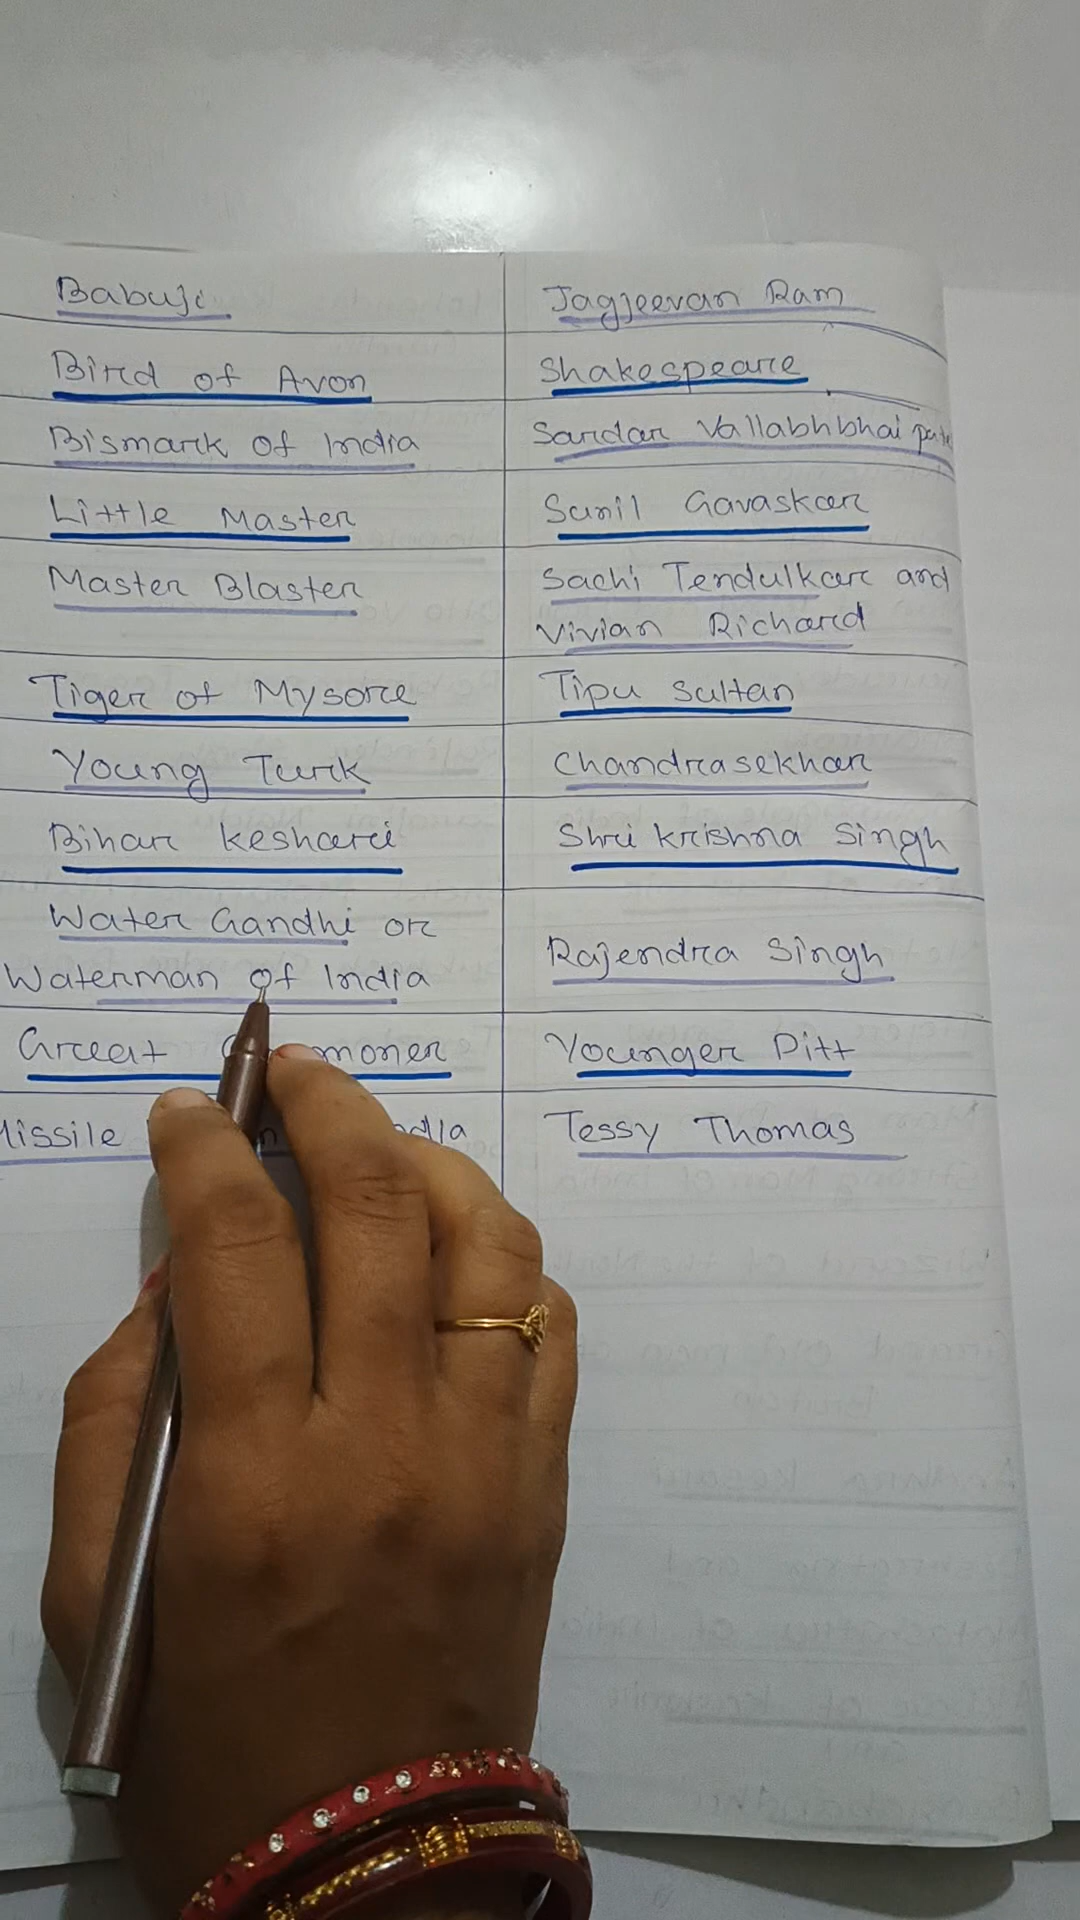 Babuji
Jagjeevan Ram
Bird of Avon
Shakespeare
Bismark of India
Sardar Vallabhbhai
Little Master
Sunil Gavaskar
Master Blaster
Sachi Tendulkar and
Vivian Richard
Tiger of Mysore
Tipu Sultan
Young Turk
Chandrasekhar
Bihar Keshari
Shri Krishna Singh
Water Gandhi or
Waterman of India
Rajendra Singh
Great
Younger Pitt
Missile
Tessy Thomas